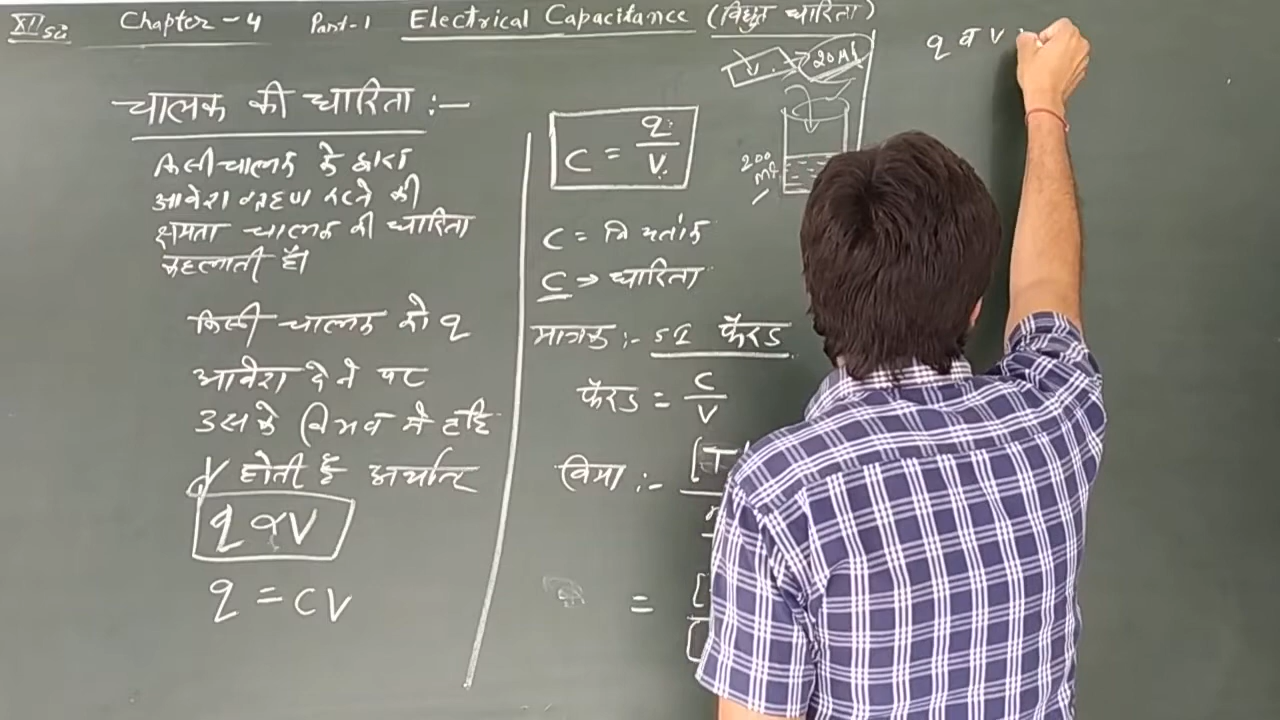 XII sci Chapter - 4 Part-1 Electrical Capacitance (विद्युत धारिता)
चालक की धारिता :-
किसी चालक के द्वारा
आवेश ग्रहण करने की
क्षमता चालक की धारिता
कहलाती है।
किसी चालक को q
आवेश देने पर
उसके विभव में वृद्धि
V होती है अर्थात
q ∝ V
q = CV
C = q/V
C = नियतांक
C → धारिता
मात्रक :- SI फैरड
फैरड = C/V
विमा :-
=
V
200
q व V